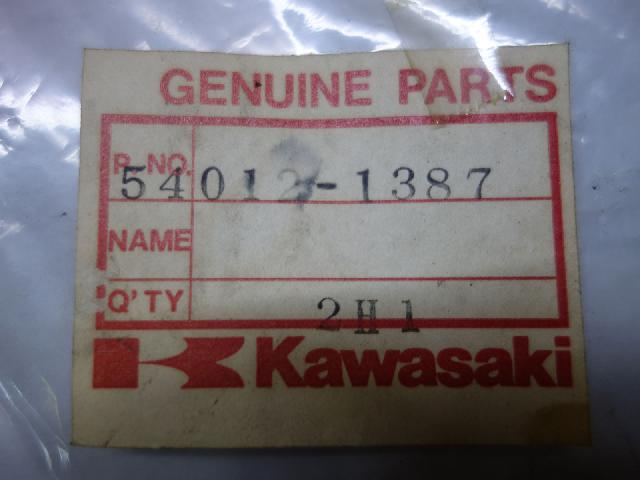 GENUINE PARTS
P. NO. 54012-1387
NAME
Q'TY 2H1
Kawasaki